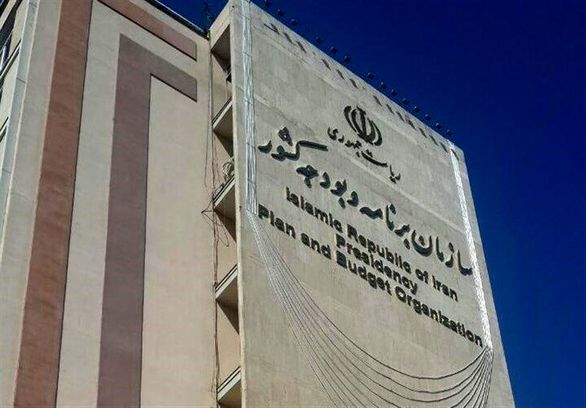 ریاست جمهوری
سازمان برنامه و بودجه کشور
Islamic Republic of Iran
Presidency
Plan and Budget Organization